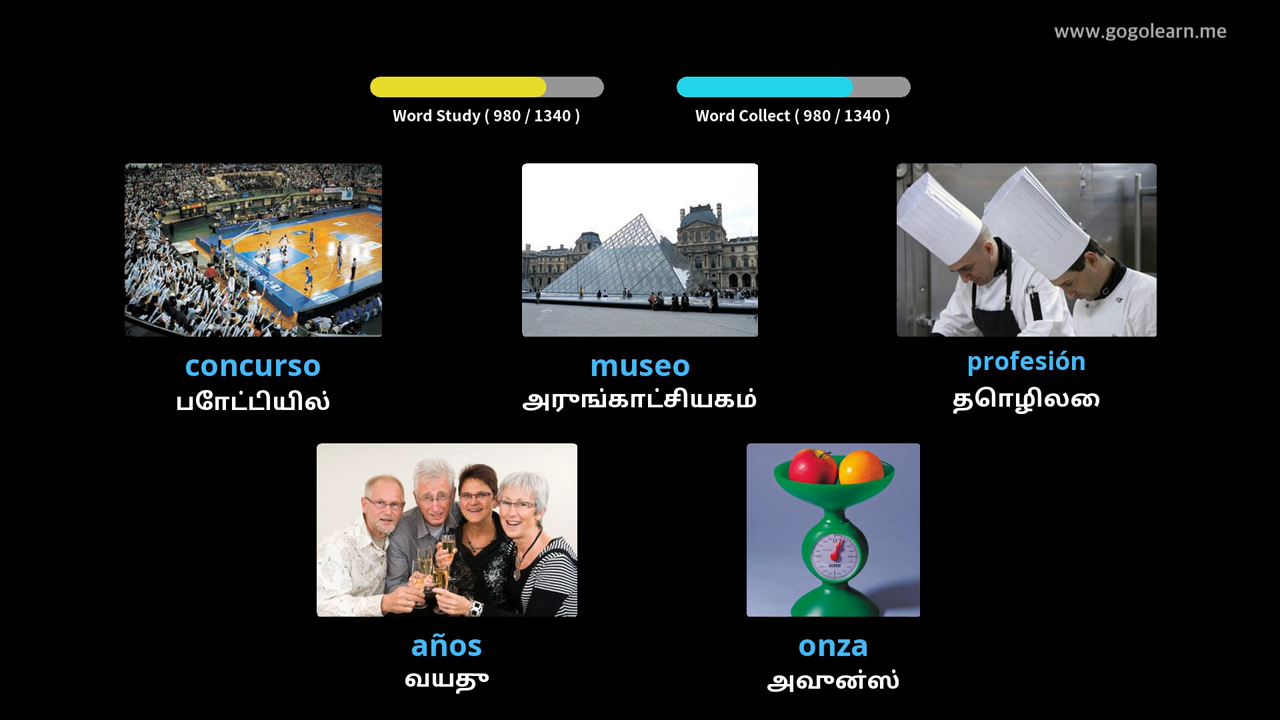 www.gogolearn.me
Word Study ( 980 / 1340 )
Word Collect ( 980 / 1340 )
concurso
போட்டியில்
museo
அருங்காட்சியகம்
profesión
தொழிலை
años
வயது
onza
அவுன்ஸ்